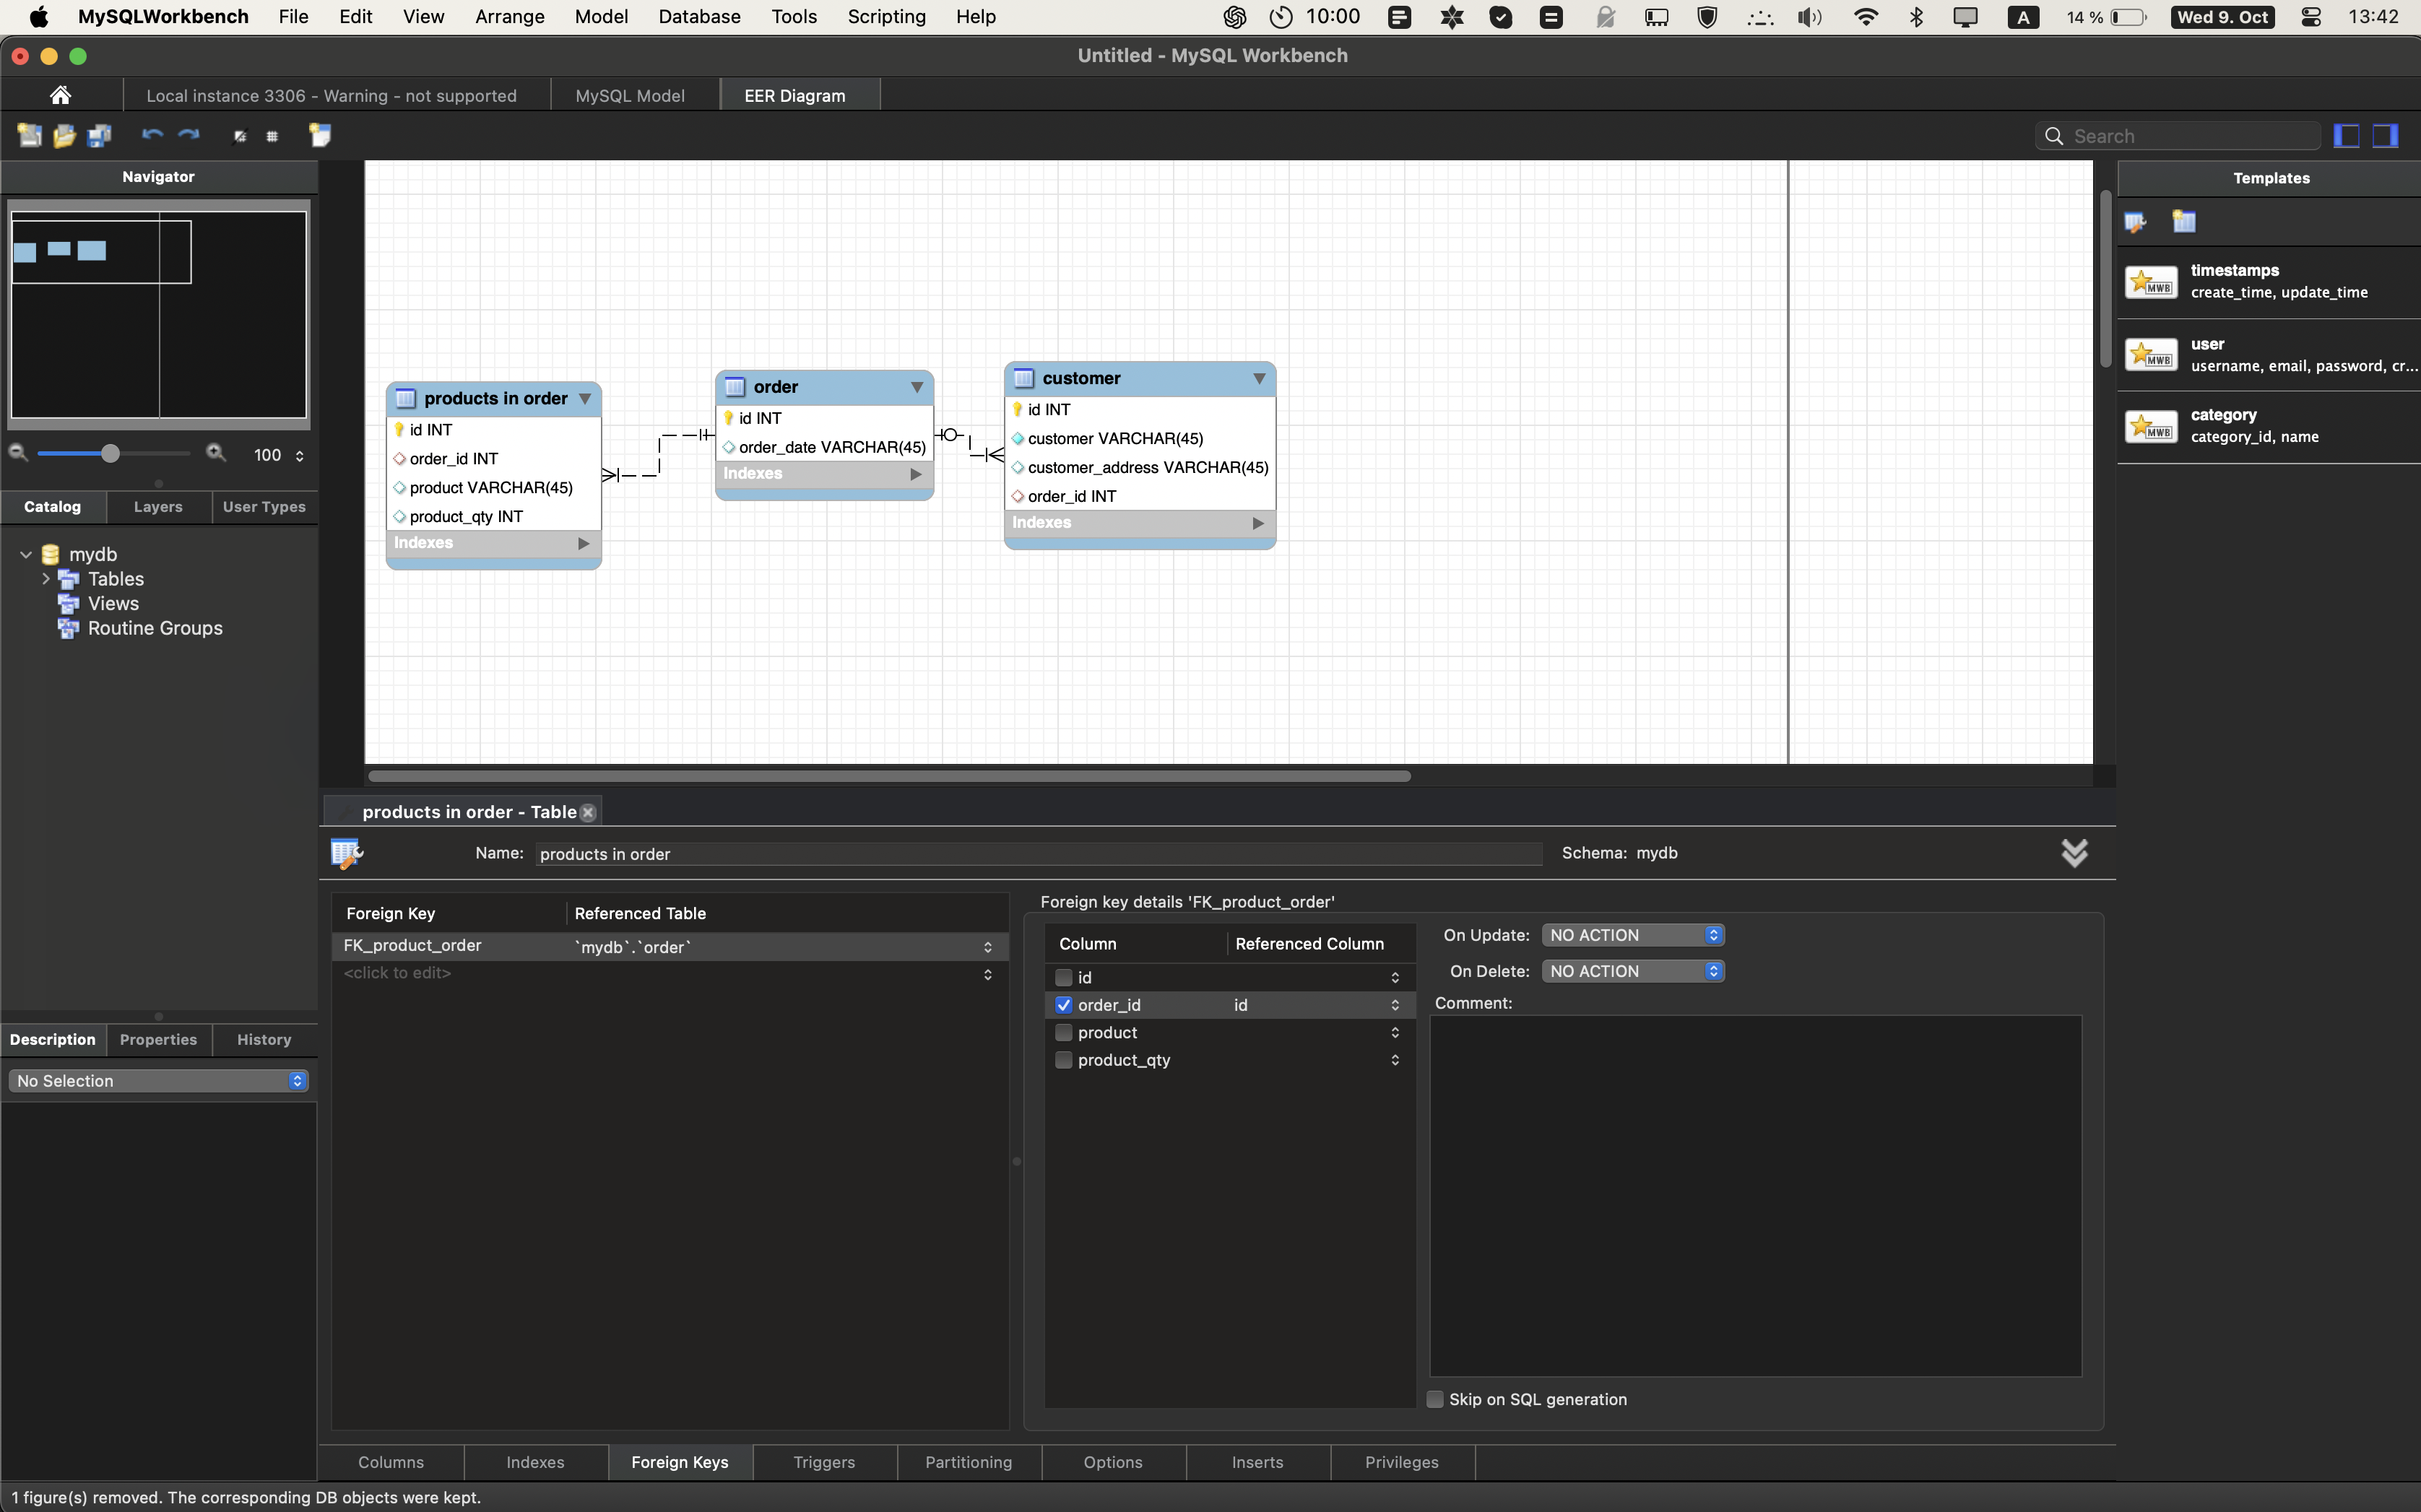 MySQLWorkbench File Edit View Arrange Model Database Tools Scripting Help 10:00 A 14 % Wed 9. Oct 13:42
Untitled - MySQL Workbench
Local instance 3306 - Warning - not supported MySQL Model EER Diagram
Search
Navigator
100
Catalog Layers User Types
mydb
Tables
Views
Routine Groups
Description Properties History
No Selection
products in order
id INT
order_id INT
product VARCHAR(45)
product_qty INT
Indexes
order
id INT
order_date VARCHAR(45)
Indexes
customer
id INT
customer VARCHAR(45)
customer_address VARCHAR(45)
order_id INT
Indexes
Templates
MWB
timestamps
create_time, update_time
MWB
user
username, email, password, cr...
MWB
category
category_id, name
products in order - Table
Name: products in order Schema: mydb
Foreign Key Referenced Table
FK_product_order `mydb`.`order`
<click to edit>
Foreign key details 'FK_product_order'
Column Referenced Column
id
order_id id
product
product_qty
On Update: NO ACTION
On Delete: NO ACTION
Comment:
Skip on SQL generation
Columns Indexes Foreign Keys Triggers Partitioning Options Inserts Privileges
1 figure(s) removed. The corresponding DB objects were kept.